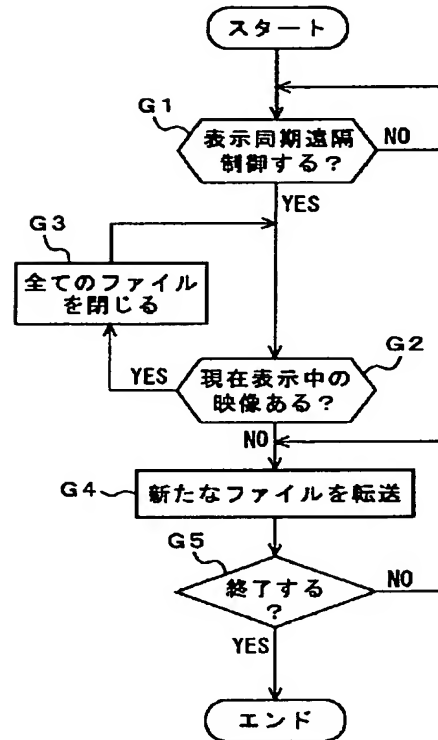 スタート
G1
表示同期遠隔
制御する?
NO
YES
G3
全てのファイル
を閉じる
G2
YES
現在表示中の
映像ある?
NO
G4
新たなファイルを転送
G5
終了する
?
NO
YES
エンド